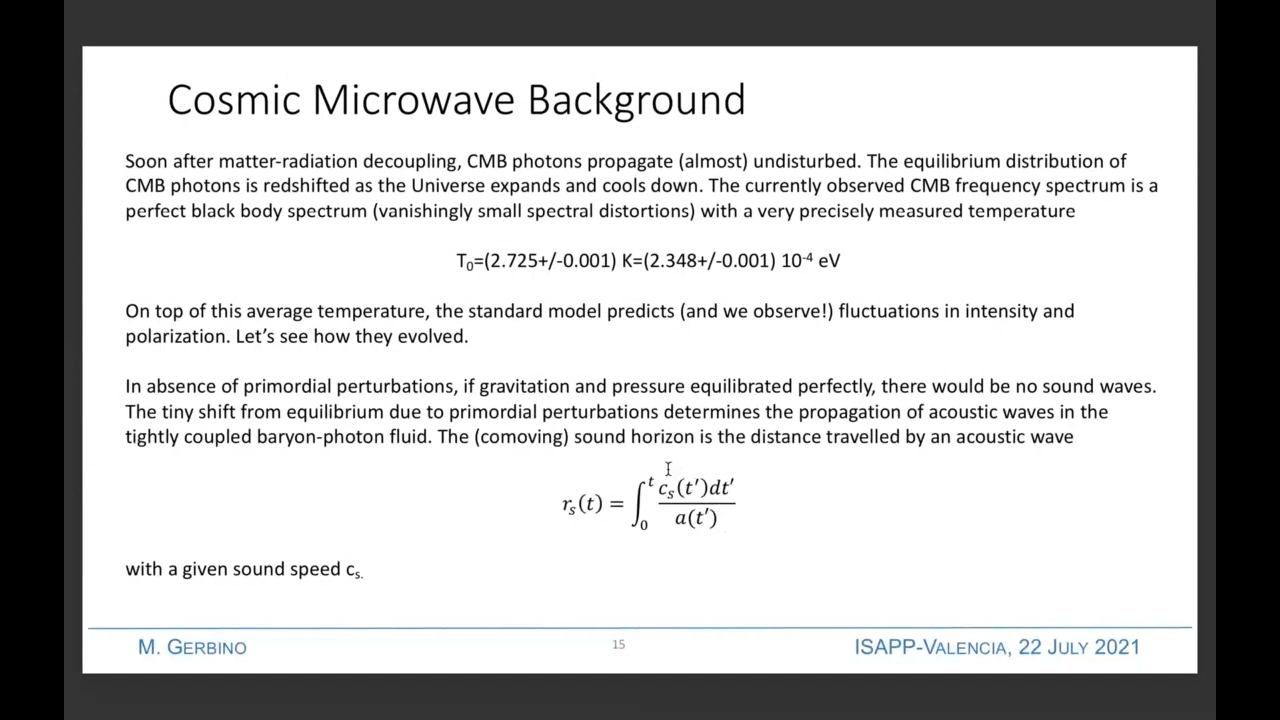 Cosmic Microwave Background
Soon after matter-radiation decoupling, CMB photons propagate (almost) undisturbed. The equilibrium distribution of
CMB photons is redshifted as the Universe expands and cools down. The currently observed CMB frequency spectrum is a
perfect black body spectrum (vanishingly small spectral distortions) with a very precisely measured temperature
T₀=(2.725+/-0.001) K=(2.348+/-0.001) 10⁻⁴ eV
On top of this average temperature, the standard model predicts (and we observe!) fluctuations in intensity and
polarization. Let's see how they evolved.
In absence of primordial perturbations, if gravitation and pressure equilibrated perfectly, there would be no sound waves.
The tiny shift from equilibrium due to primordial perturbations determines the propagation of acoustic waves in the
tightly coupled baryon-photon fluid. The (comoving) sound horizon is the distance travelled by an acoustic wave
rₛ(t) = ∫₀ᵗ cₛ(t′)dt′ / a(t′)
with a given sound speed cₛ.
M. GERBINO
15
ISAPP-VALENCIA, 22 JULY 2021